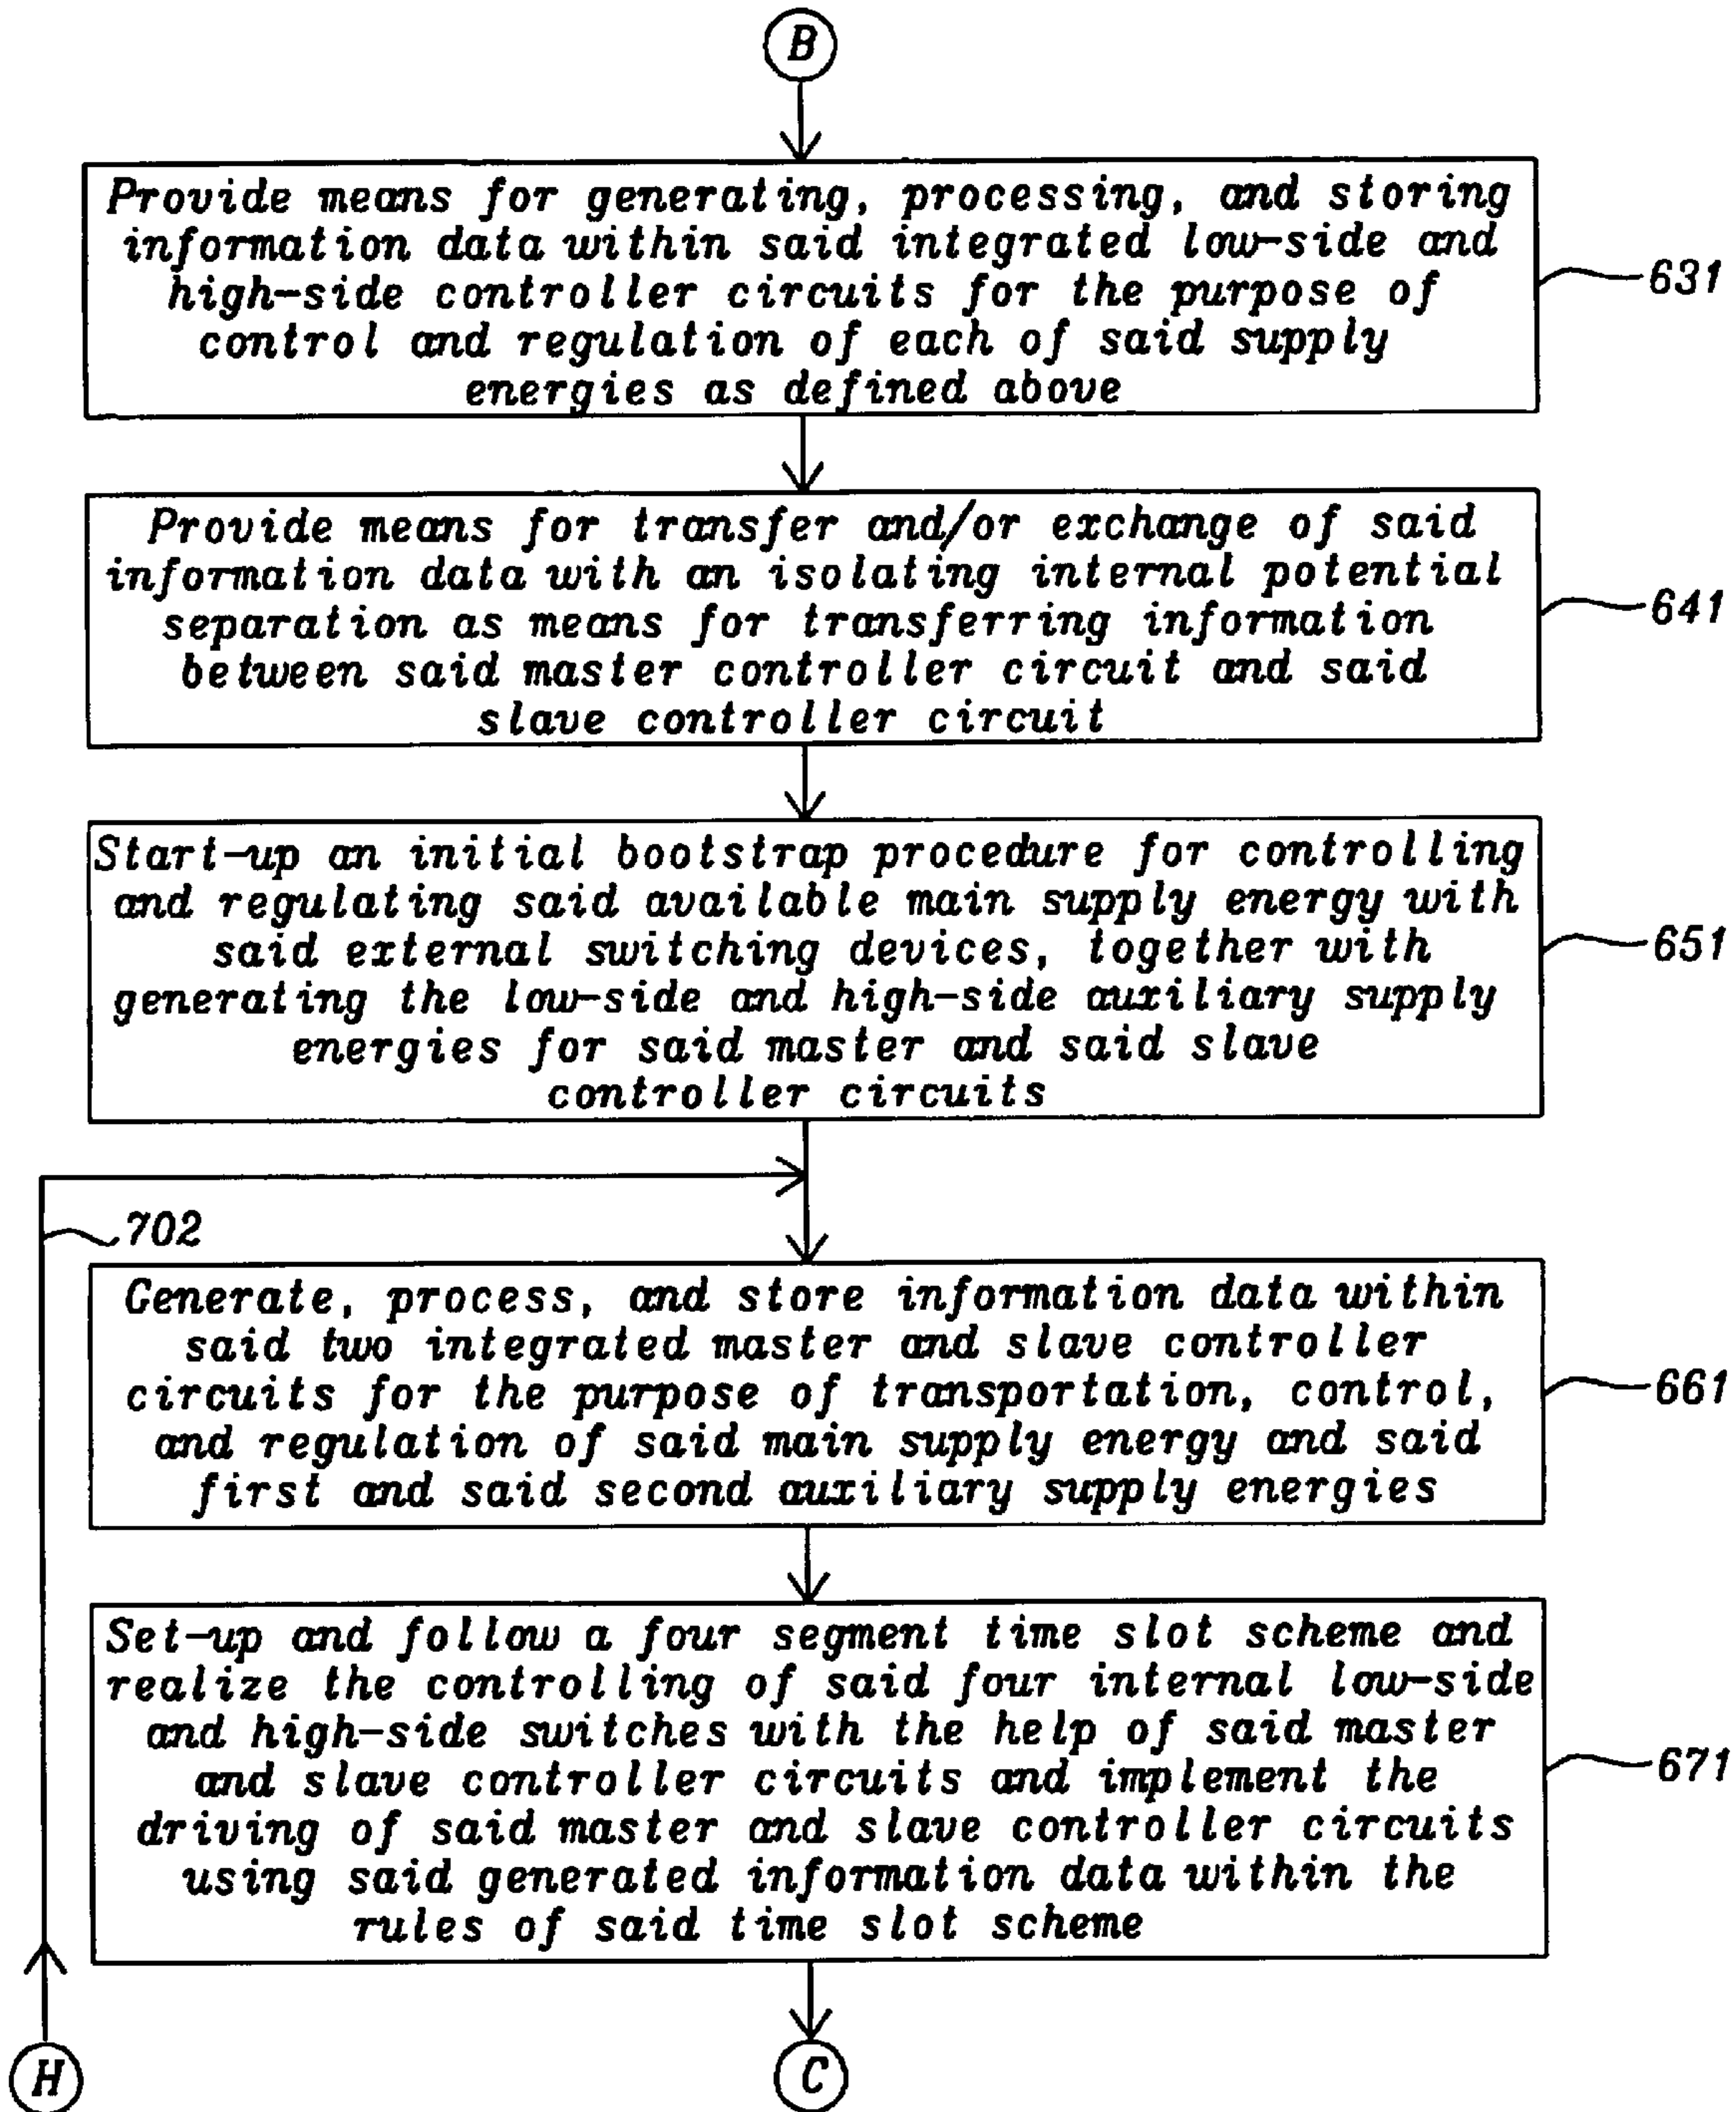 B
Provide means for generating, processing, and storing
information data within said integrated low-side and
high-side controller circuits for the purpose of
control and regulation of each of said supply
energies as defined above
631
Provide means for transfer and/or exchange of said
information data with an isolating internal potential
separation as means for transferring information
between said master controller circuit and said
slave controller circuit
641
Start-up an initial bootstrap procedure for controlling
and regulating said available main supply energy with
said external switching devices, together with
generating the low-side and high-side auxiliary supply
energies for said master and said slave
controller circuits
651
702
Generate, process, and store information data within
said two integrated master and slave controller
circuits for the purpose of transportation, control,
and regulation of said main supply energy and said
first and said second auxiliary supply energies
661
Set-up and follow a four segment time slot scheme and
realize the controlling of said four internal low-side
and high-side switches with the help of said master
and slave controller circuits and implement the
driving of said master and slave controller circuits
using said generated information data within the
rules of said time slot scheme
671
H
C